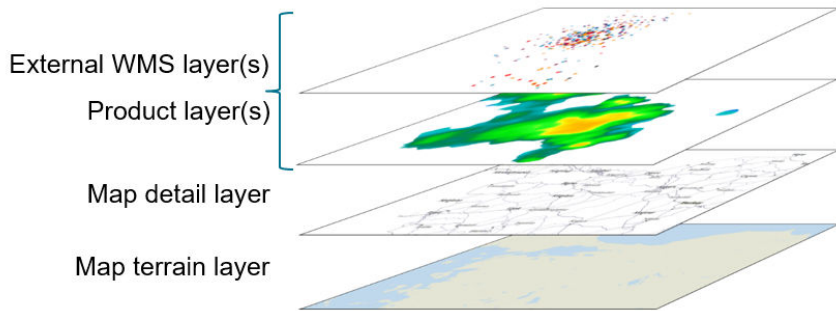 External WMS layer(s)
Product layer(s)
Map detail layer
Map terrain layer